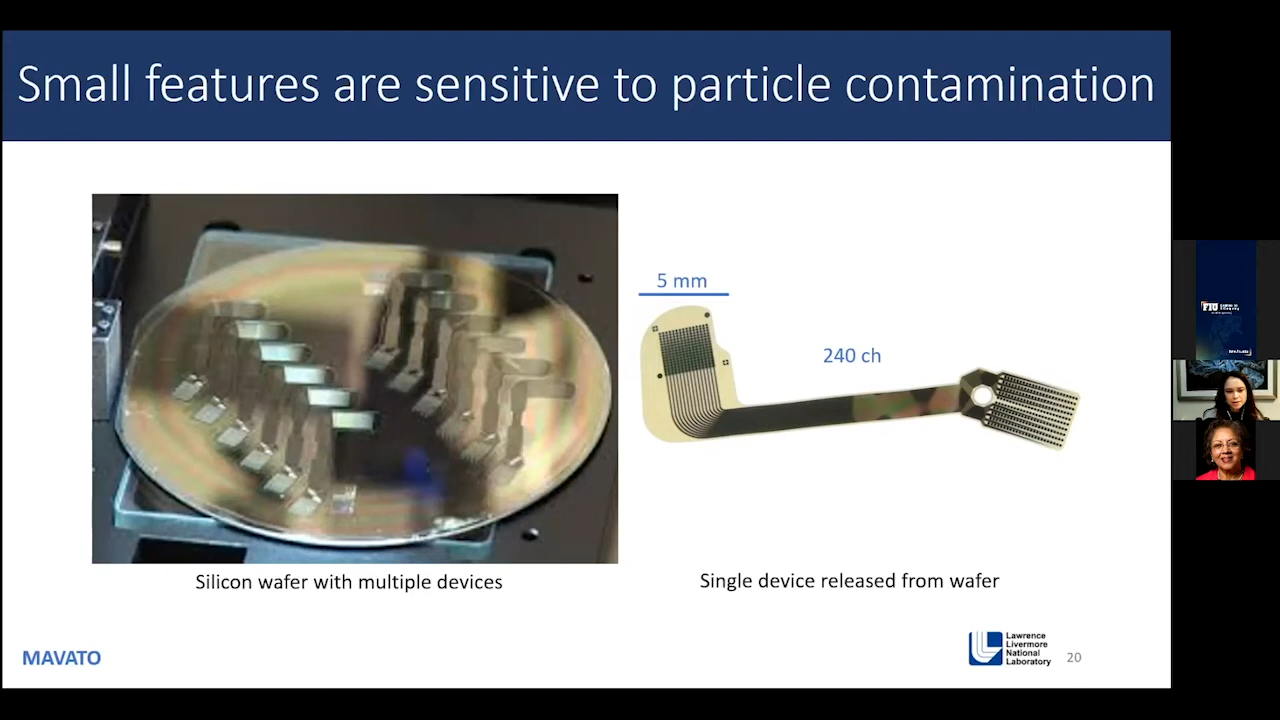 Small features are sensitive to particle contamination
5 mm
240 ch
Silicon wafer with multiple devices
Single device released from wafer
MAVATO
Lawrence
Livermore
National
Laboratory
20
FIU